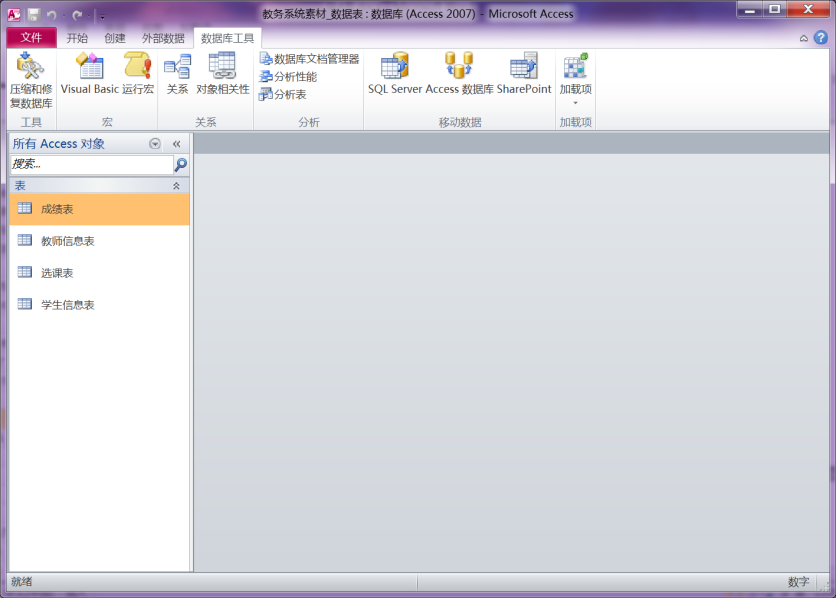 教务系统素材_数据表 : 数据库 (Access 2007) - Microsoft Access
文件 开始 创建 外部数据 数据库工具
压缩和修
复数据库
Visual Basic 运行宏
关系 对象相关性
数据库文档管理器
分析性能
分析表
SQL Server Access 数据库 SharePoint
加载项
工具 宏 关系 分析 移动数据 加载项
所有 Access 对象
搜索...
表
成绩表
教师信息表
选课表
学生信息表
就绪 数字